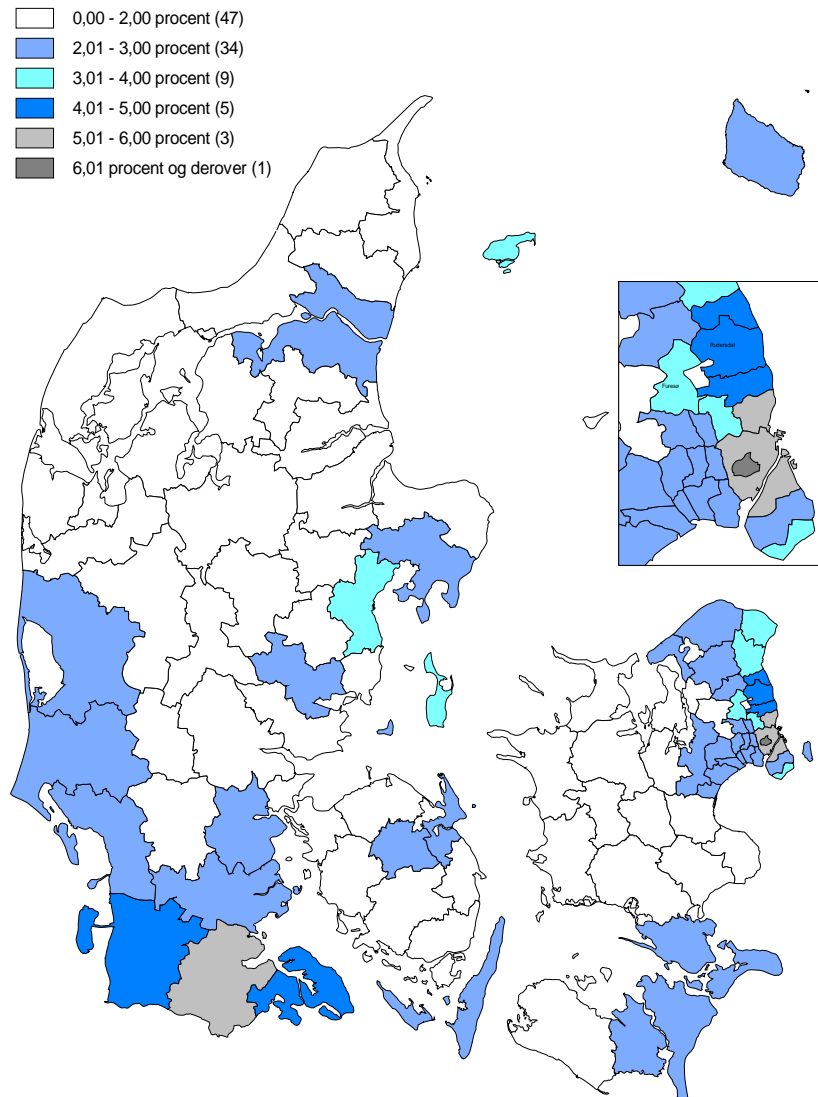 0,00 - 2,00 procent (47)
2,01 - 3,00 procent (34)
3,01 - 4,00 procent (9)
4,01 - 5,00 procent (5)
5,01 - 6,00 procent (3)
6,01 procent og derover (1)
Rudersdal
Furesø